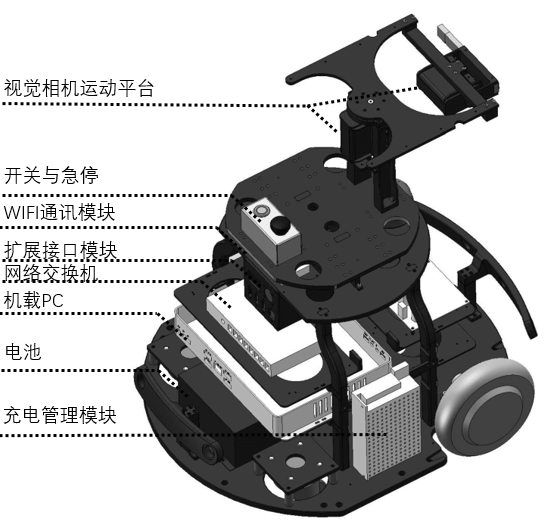 视觉相机运动平台
开关与急停
WIFI通讯模块
扩展接口模块
网络交换机
机载PC
电池
充电管理模块